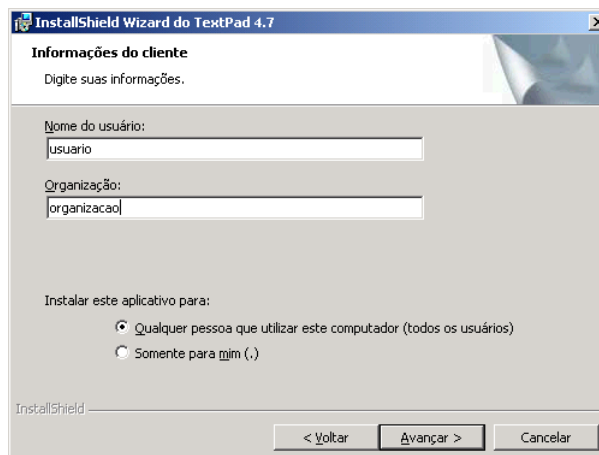 InstallShield Wizard do TextPad 4.7
Informações do cliente
Digite suas informações.
Nome do usuário:
usuario
Organização:
organizacao
Instalar este aplicativo para:
Qualquer pessoa que utilizar este computador (todos os usuários)
Somente para mim (.)
InstallShield
< Voltar Avançar > Cancelar